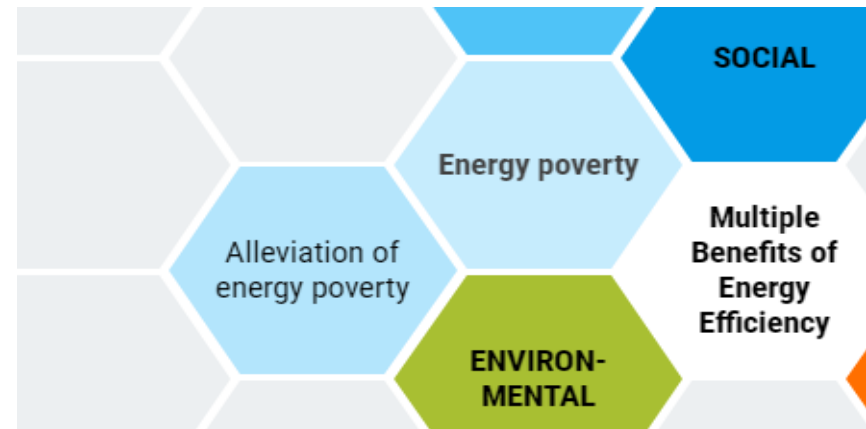 SOCIAL
Energy poverty
Multiple
Benefits of
Energy
Efficiency
Alleviation of
energy poverty
ENVIRON-
MENTAL